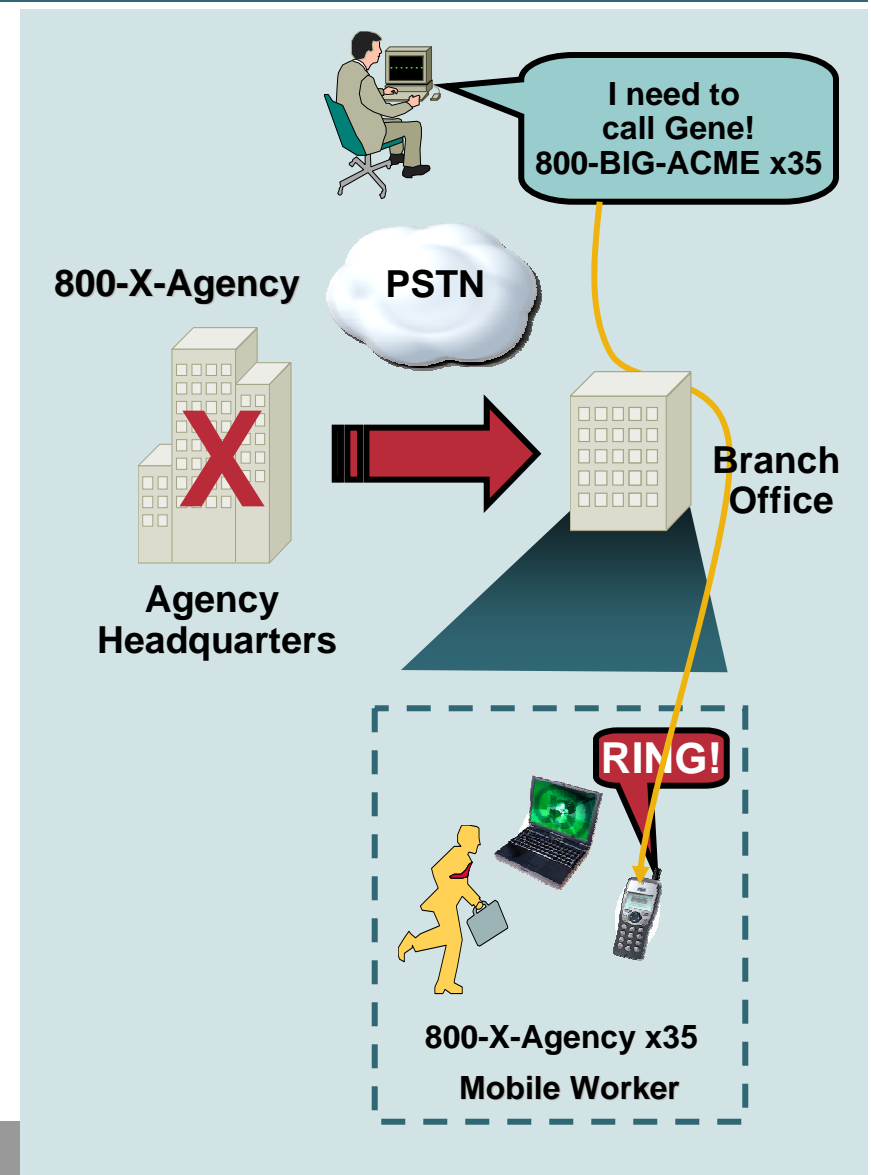 I need to
call Gene!
800-BIG-ACME x35
800-X-Agency
PSTN
X
Branch
Office
Agency
Headquarters
RING!
800-X-Agency x35
Mobile Worker